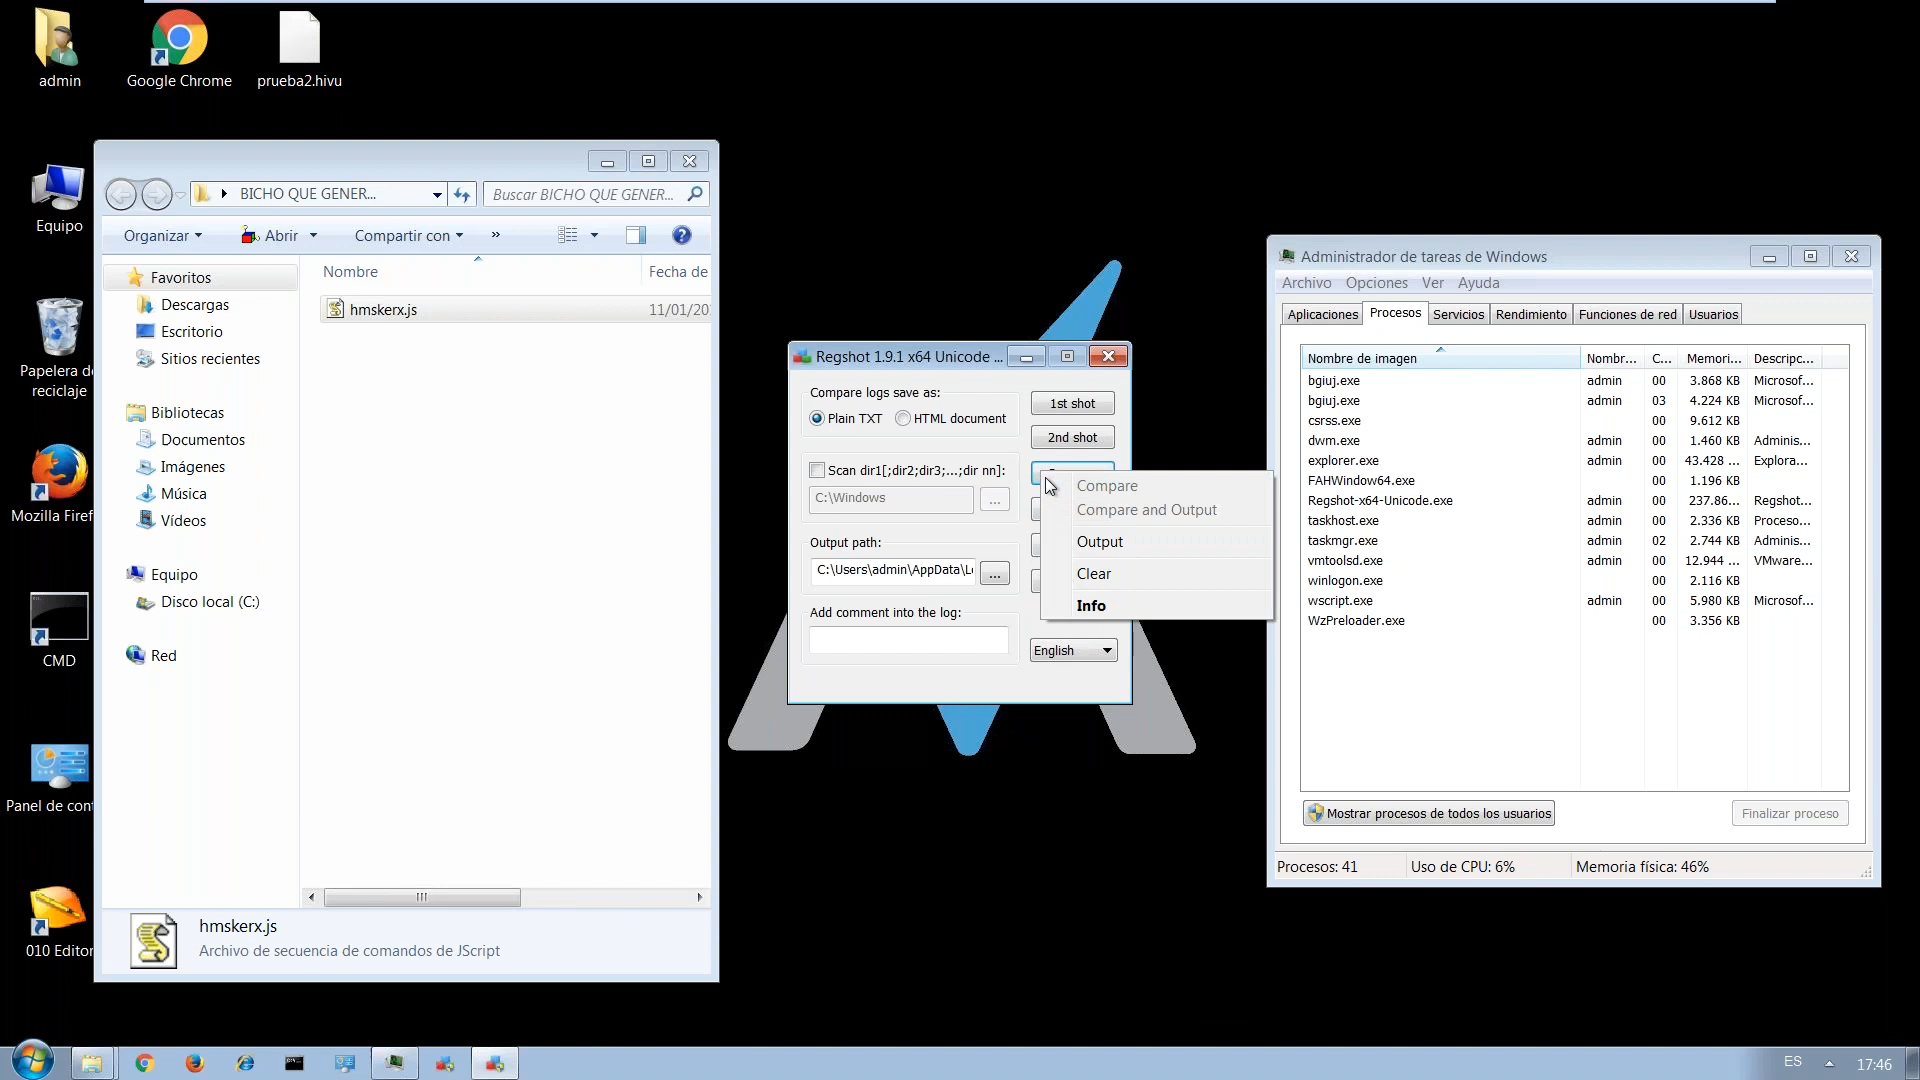 admin
Google Chrome
prueba2.hivu
Equipo
Papelera de
reciclaje
Mozilla Firef
CMD
Panel de cont
010 Editor
BICHO QUE GENER...
Buscar BICHO QUE GENER...
Organizar
Abrir
Compartir con
»
Nombre
Fecha de
Favoritos
Descargas
Escritorio
Sitios recientes
Bibliotecas
Documentos
Imágenes
Música
Vídeos
Equipo
Disco local (C:)
Red
hmskerx.js
11/01/20
hmskerx.js
Archivo de secuencia de comandos de JScript
Regshot 1.9.1 x64 Unicode ...
Compare logs save as:
Plain TXT
HTML document
1st shot
2nd shot
Scan dir1[;dir2;dir3;...;dir nn]:
C:\Windows
...
Output path:
C:\Users\admin\AppData\Lo
...
Add comment into the log:
English
Compare
Compare and Output
Output
Clear
Info
Administrador de tareas de Windows
Archivo Opciones Ver Ayuda
Aplicaciones Procesos Servicios Rendimiento Funciones de red Usuarios
Nombre de imagen Nombr... C... Memori... Descripc...
bgiuj.exe admin 00 3.868 KB Microsof...
bgiuj.exe admin 03 4.224 KB Microsof...
csrss.exe 00 9.612 KB
dwm.exe admin 00 1.460 KB Adminis...
explorer.exe admin 00 43.428 ... Explora...
FAHWindow64.exe 00 1.196 KB
Regshot-x64-Unicode.exe admin 00 237.86... Regshot...
taskhost.exe admin 00 2.336 KB Proceso...
taskmgr.exe admin 02 2.744 KB Adminis...
vmtoolsd.exe admin 00 12.944 ... VMware...
winlogon.exe 00 2.116 KB
wscript.exe admin 00 5.980 KB Microsof...
WzPreloader.exe 00 3.356 KB
Mostrar procesos de todos los usuarios
Finalizar proceso
Procesos: 41
Uso de CPU: 6%
Memoria física: 46%
ES
17:46